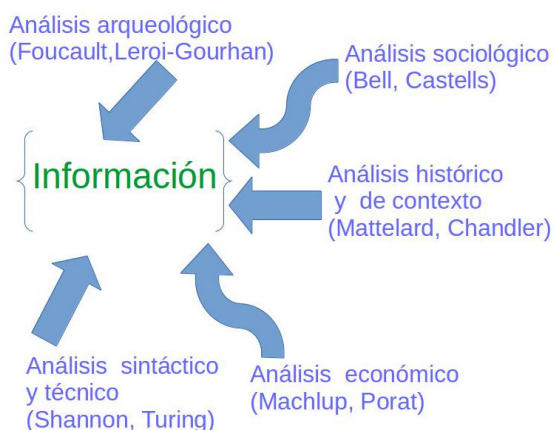 Análisis arqueológico
(Foucault,Leroi-Gourhan)
Análisis sociológico
(Bell, Castells)
Información
Análisis histórico
y de contexto
(Mattelard, Chandler)
Análisis sintáctico
y técnico
(Shannon, Turing)
Análisis económico
(Machlup, Porat)